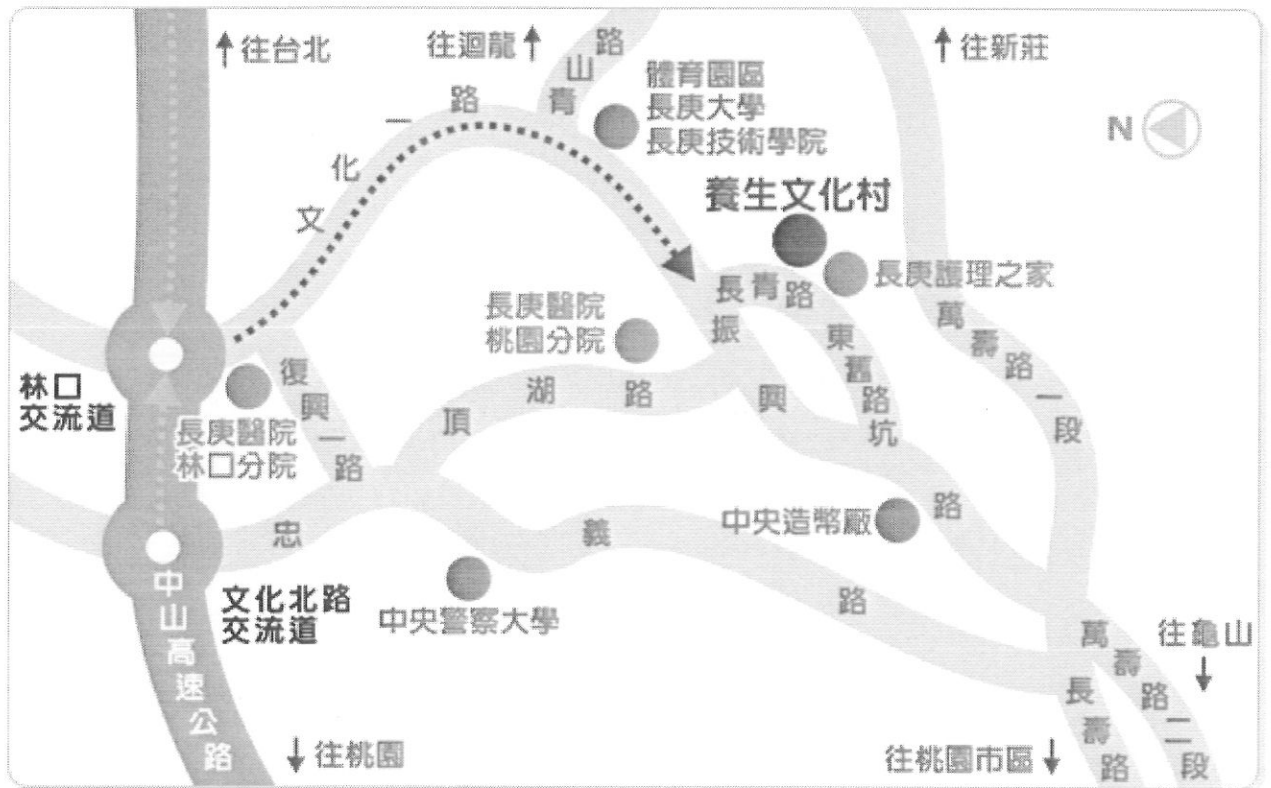 往台北
往迴龍
青山路
往新莊
體育園區
長庚大學
長庚技術學院
N
文化一路
養生文化村
長庚護理之家
長青路
長庚醫院
桃園分院
振興路
東舊路坑
萬壽路一段
林口
交流道
長庚醫院
林口分院
復興一路
頂湖路
忠義路
中央造幣廠
文化北路
交流道
中央警察大學
中山高速公路
往桃園
往龜山
萬壽路二段
長壽路
往桃園市區